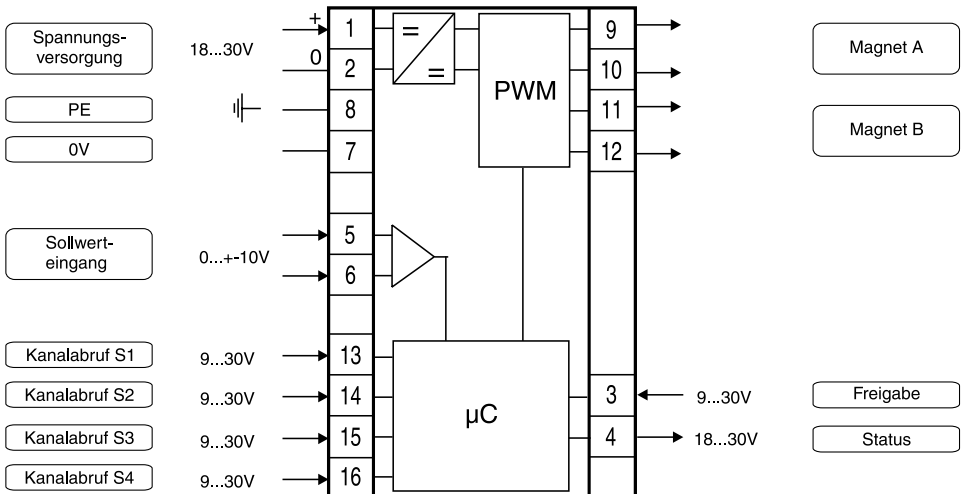 Spannungs-
versorgung
18...30V
+
1
0
2
=
=
PWM
9
10
Magnet A
PE
8
11
0V
7
12
Magnet B
Sollwert-
eingang
0...+-10V
5
6
Kanalabruf S1
9...30V
13
Kanalabruf S2
9...30V
14
Kanalabruf S3
9...30V
15
Kanalabruf S4
9...30V
16
µC
3
9...30V
Freigabe
4
18...30V
Status